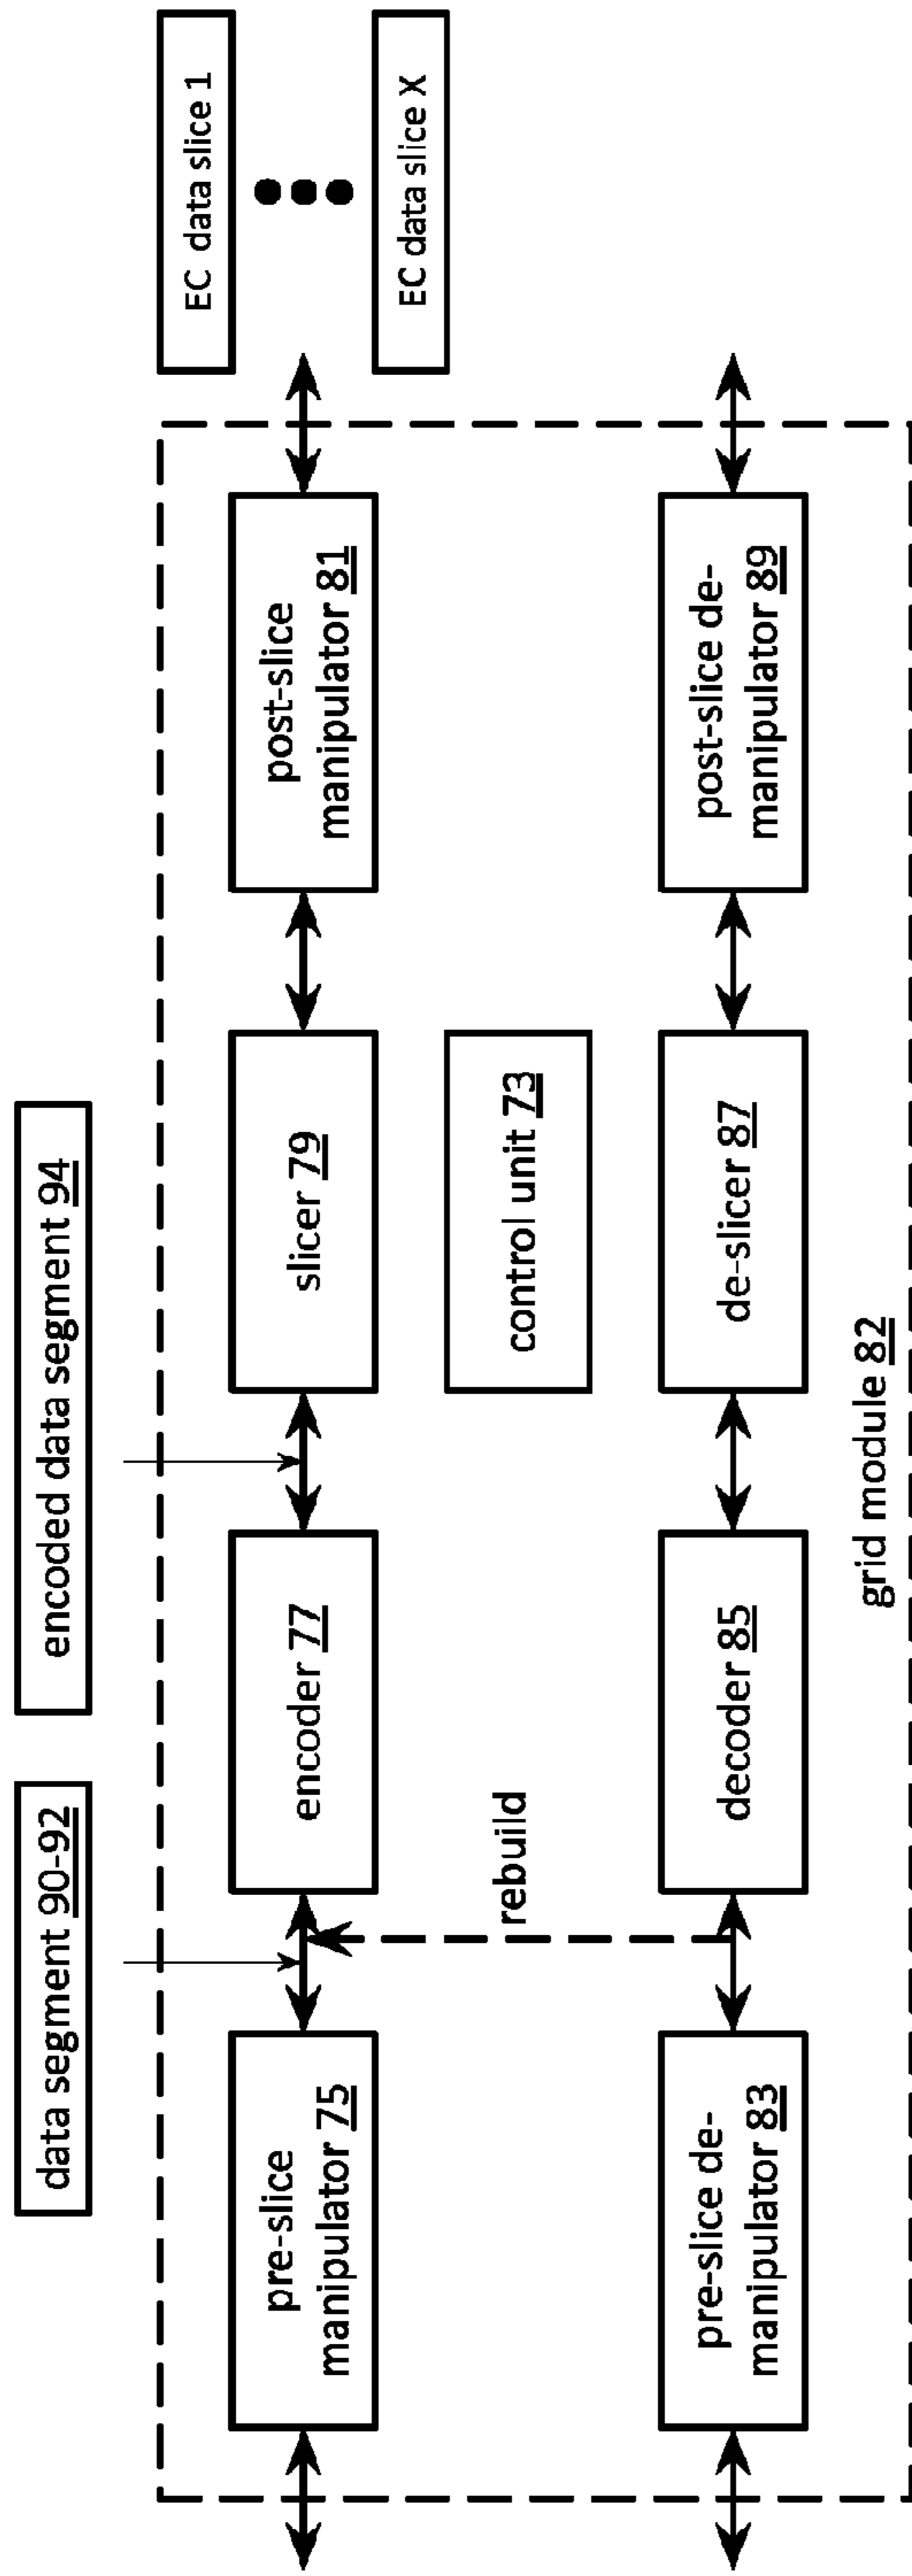 data segment 90-92
encoded data segment 94
EC data slice 1
EC data slice X
pre-slice
manipulator 75
encoder 77
slicer 79
post-slice
manipulator 81
rebuild
control unit 73
pre-slice de-
manipulator 83
decoder 85
de-slicer 87
post-slice de-
manipulator 89
grid module 82